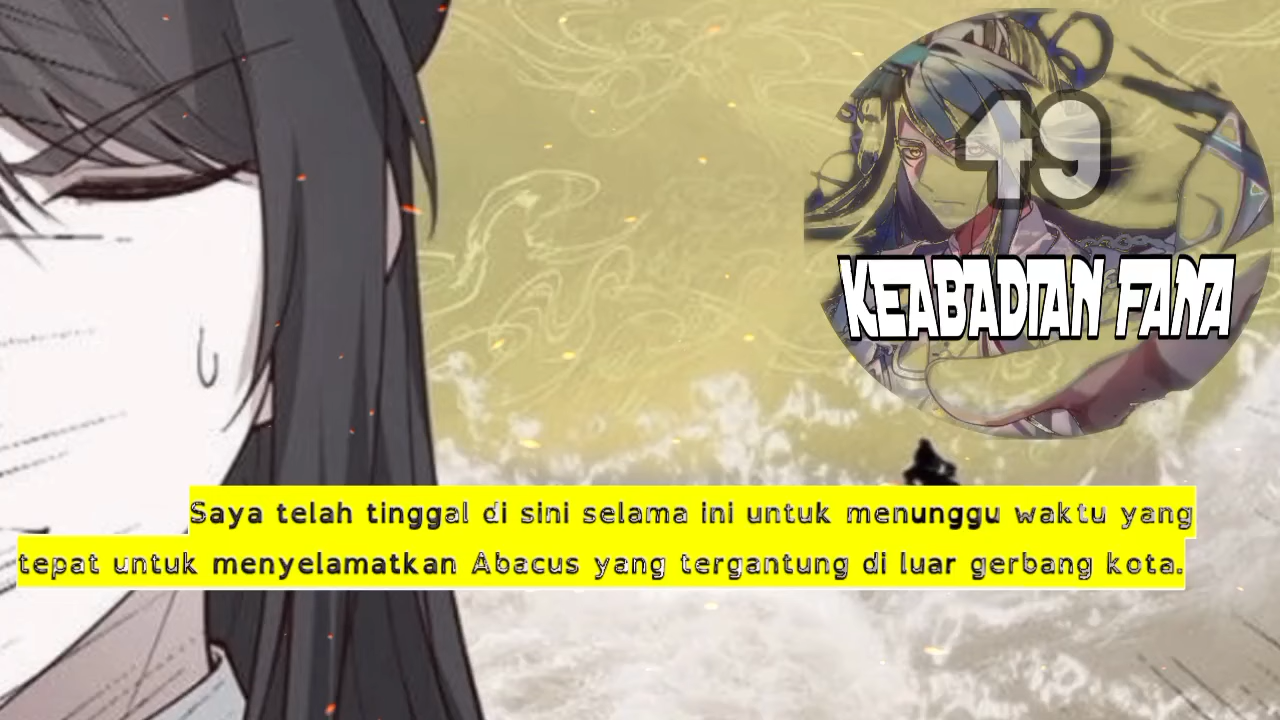 49
KEABADIAN FANA
Saya telah tinggal di sini selama ini untuk menunggu waktu yang
tepat untuk menyelamatkan Abacus yang tergantung di luar gerbang kota.